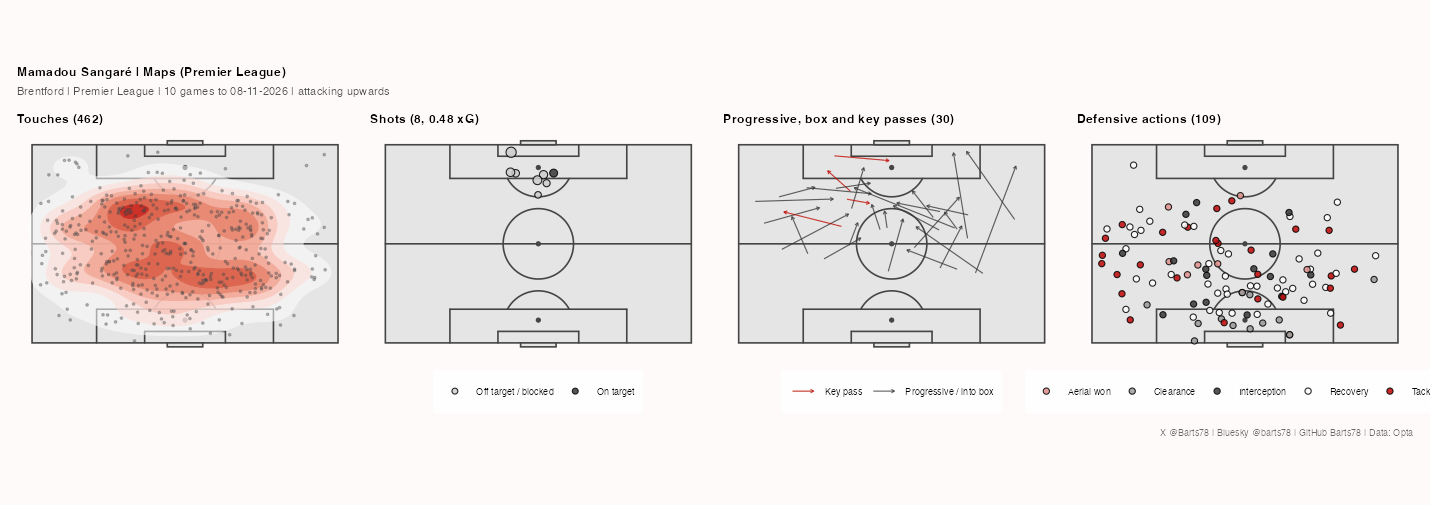 Mamadou Sangaré | Maps (Premier League)
Brentford | Premier League | 10 games to 08-11-2026 | attacking upwards
Touches (462)
Shots (8, 0.48 xG)
Progressive, box and key passes (30)
Defensive actions (109)
Off target / blocked
On target
Key pass
Progressive / into box
Aerial won
Clearance
Interception
Recovery
Tack
X @Barts78 | Bluesky @barts78 | GitHub Barts78 | Data: Opta